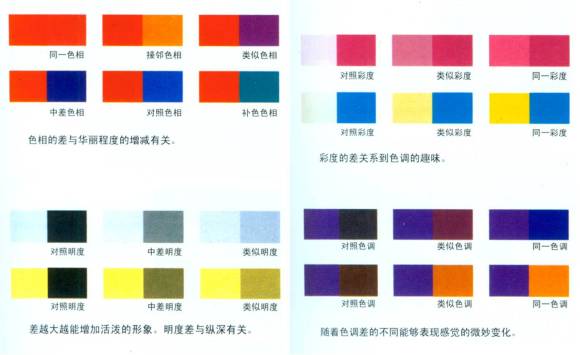 同一色相
接邻色相
类似色相
中差色相
对照色相
补色色相
色相的差与华丽程度的增减有关。
对照彩度
类似彩度
同一彩度
对照彩度
类似彩度
同一彩度
彩度的差关系到色调的趣味。
对照明度
中差明度
类似明度
对照明度
中差明度
类似明度
差越大越能增加活泼的形象。明度差与纵深有关。
对照色调
类似色调
同一色调
对照色调
类似色调
同一色调
随着色调差的不同能够表现感觉的微妙变化。